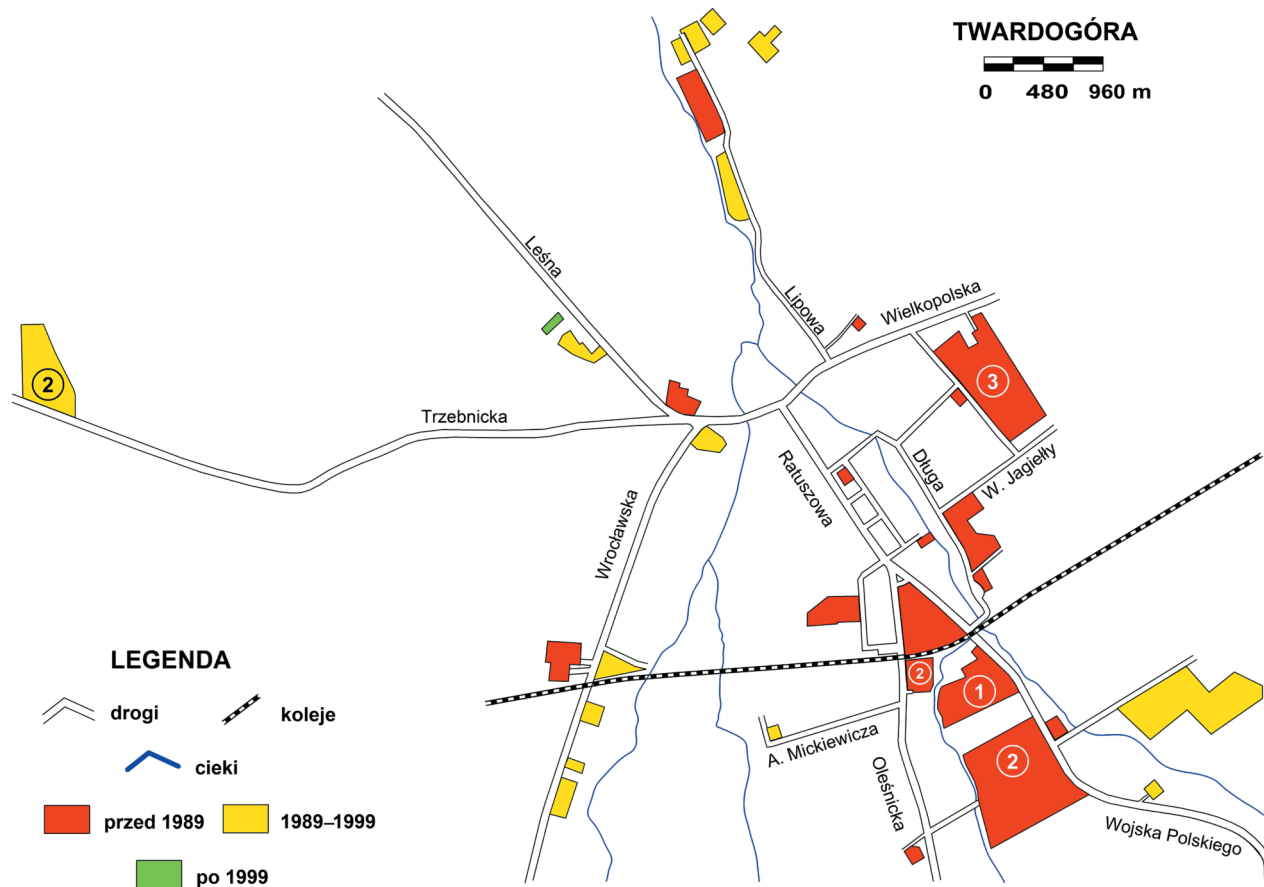 TWARDOGÓRA
0 480 960 m
Leśna
Lipowa
Wielkopolska
3
2
Trzebnicka
Ratuszowa
Długa
W. Jagiełły
Wrocławska
LEGENDA
drogi
koleje
cieki
przed 1989
1989–1999
po 1999
2
1
A. Mickiewicza
Oleśnicka
2
Wojska Polskiego